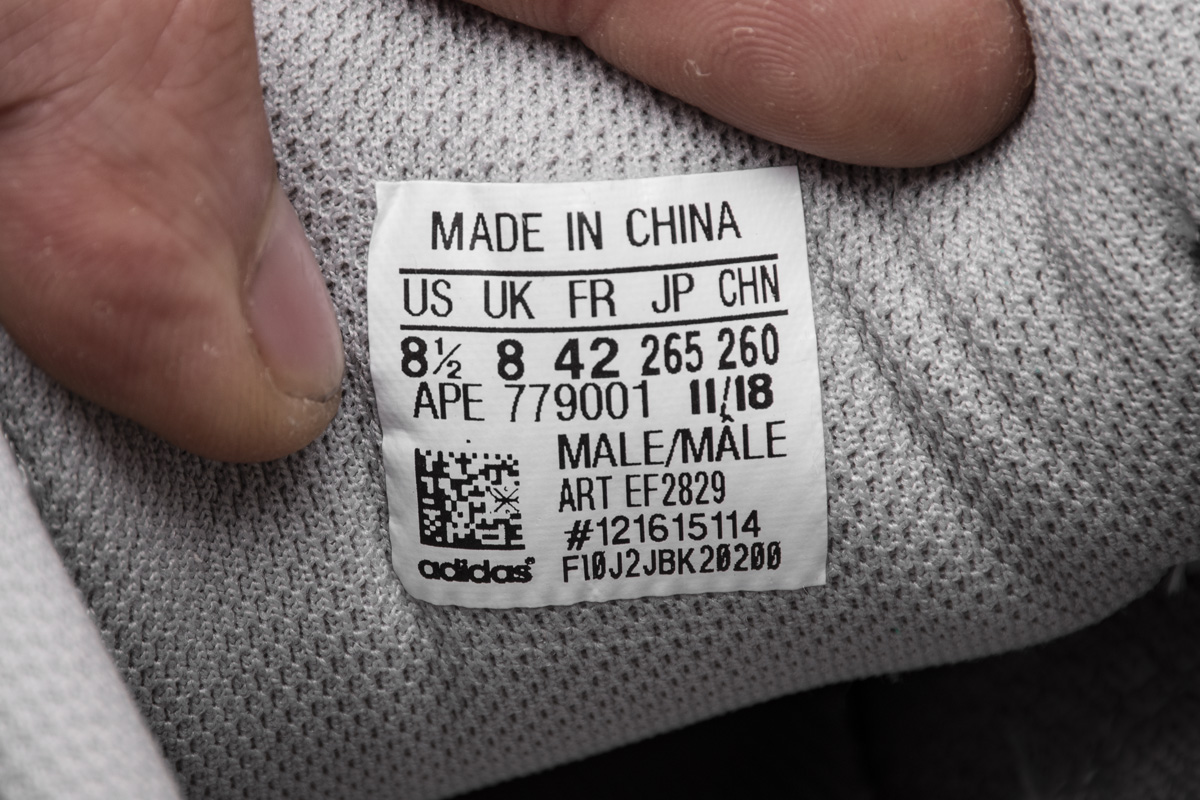 MADE IN CHINA
US UK FR JP CHN
8½ 8 42 265 260
APE 779001 11/18
MALE/MÂLE
ART EF2829
#121615114
adidas® F10J2JBK20200